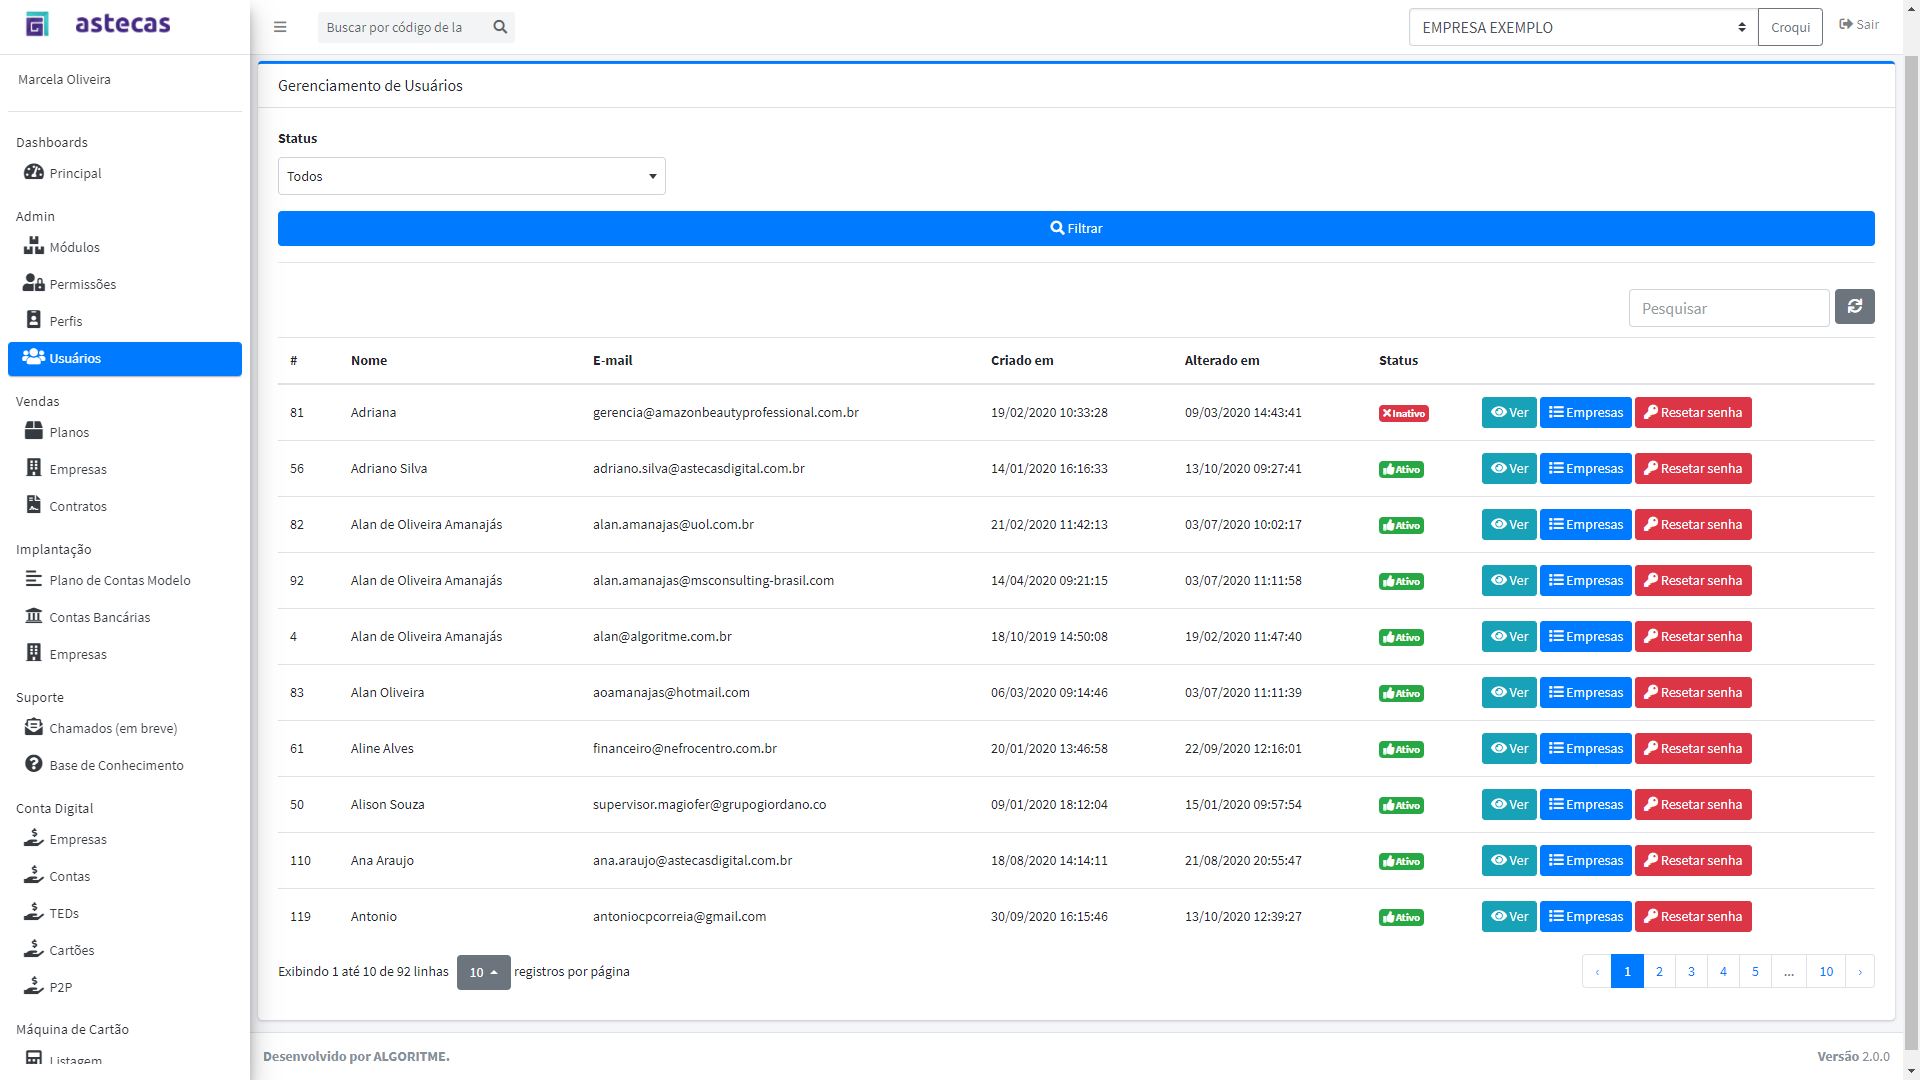 astecas
Buscar por código de la
EMPRESA EXEMPLO
Croqui
Sair
Marcela Oliveira
Dashboards
Principal
Admin
Módulos
Permissões
Perfis
Usuários
Vendas
Planos
Empresas
Contratos
Implantação
Plano de Contas Modelo
Contas Bancárias
Empresas
Suporte
Chamados (em breve)
Base de Conhecimento
Conta Digital
Empresas
Contas
TEDs
Cartões
P2P
Máquina de Cartão
Listagem
Gerenciamento de Usuários
Status
Todos
Filtrar
Pesquisar
# Nome E-mail Criado em Alterado em Status
81 Adriana gerencia@amazonbeautyprofessional.com.br 19/02/2020 10:33:28 09/03/2020 14:43:41 Inativo Ver Empresas Resetar senha
56 Adriano Silva adriano.silva@astecasdigital.com.br 14/01/2020 16:16:33 13/10/2020 09:27:41 Ativo Ver Empresas Resetar senha
82 Alan de Oliveira Amanajás alan.amanajas@uol.com.br 21/02/2020 11:42:13 03/07/2020 10:02:17 Ativo Ver Empresas Resetar senha
92 Alan de Oliveira Amanajás alan.amanajas@msconsulting-brasil.com 14/04/2020 09:21:15 03/07/2020 11:11:58 Ativo Ver Empresas Resetar senha
4 Alan de Oliveira Amanajás alan@algoritme.com.br 18/10/2019 14:50:08 19/02/2020 11:47:40 Ativo Ver Empresas Resetar senha
83 Alan Oliveira aoamanajas@hotmail.com 06/03/2020 09:14:46 03/07/2020 11:11:39 Ativo Ver Empresas Resetar senha
61 Aline Alves financeiro@nefrocentro.com.br 20/01/2020 13:46:58 22/09/2020 12:16:01 Ativo Ver Empresas Resetar senha
50 Alison Souza supervisor.magiofer@grupogiordano.co 09/01/2020 18:12:04 15/01/2020 09:57:54 Ativo Ver Empresas Resetar senha
110 Ana Araujo ana.araujo@astecasdigital.com.br 18/08/2020 14:14:11 21/08/2020 20:55:47 Ativo Ver Empresas Resetar senha
119 Antonio antoniocpcorreia@gmail.com 30/09/2020 16:15:46 13/10/2020 12:39:27 Ativo Ver Empresas Resetar senha
Exibindo 1 até 10 de 92 linhas 10 registros por página ‹ 1 2 3 4 5 ... 10 ›
Desenvolvido por ALGORITME. Versão 2.0.0